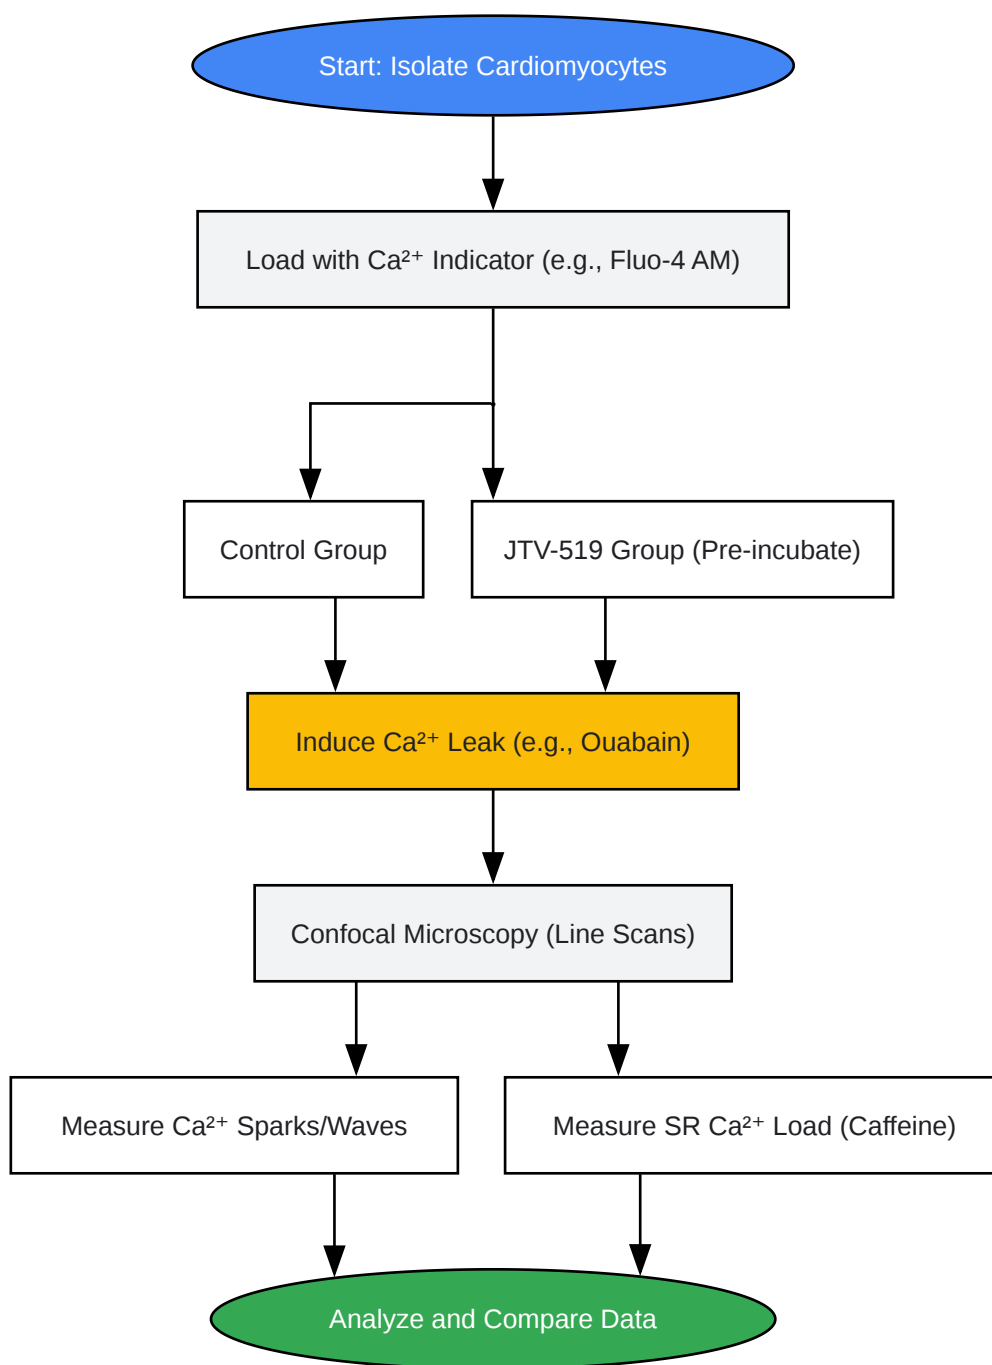 Start: Isolate Cardiomyocytes
Load with Ca²⁺ Indicator (e.g., Fluo-4 AM)
Control Group
JTV-519 Group (Pre-incubate)
Induce Ca²⁺ Leak (e.g., Ouabain)
Confocal Microscopy (Line Scans)
Measure Ca²⁺ Sparks/Waves
Measure SR Ca²⁺ Load (Caffeine)
Analyze and Compare Data